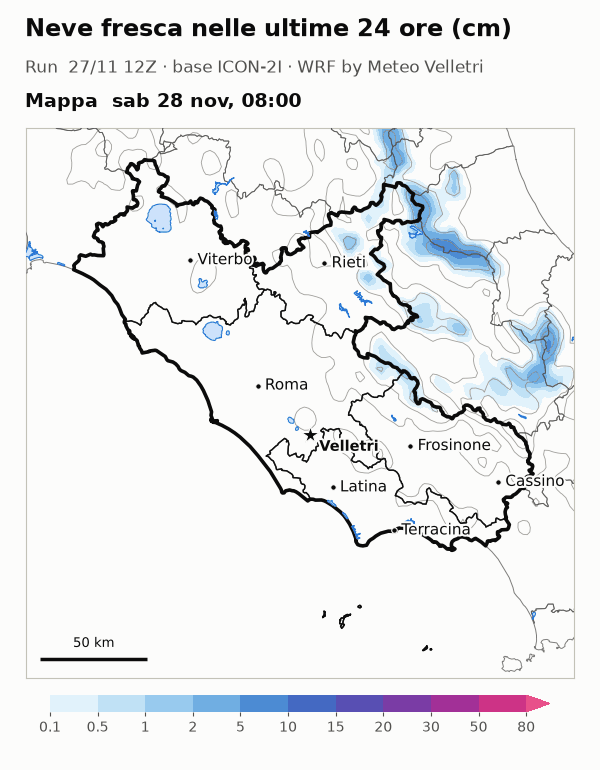 Neve fresca nelle ultime 24 ore (cm)
Run  27/11 12Z · base ICON-2I · WRF by Meteo Velletri
Mappa  sab 28 nov, 08:00
Viterbo
Rieti
Roma
Velletri
Frosinone
Latina
Cassino
Terracina
50 km
0.1 0.5 1 2 5 10 15 20 30 50 80